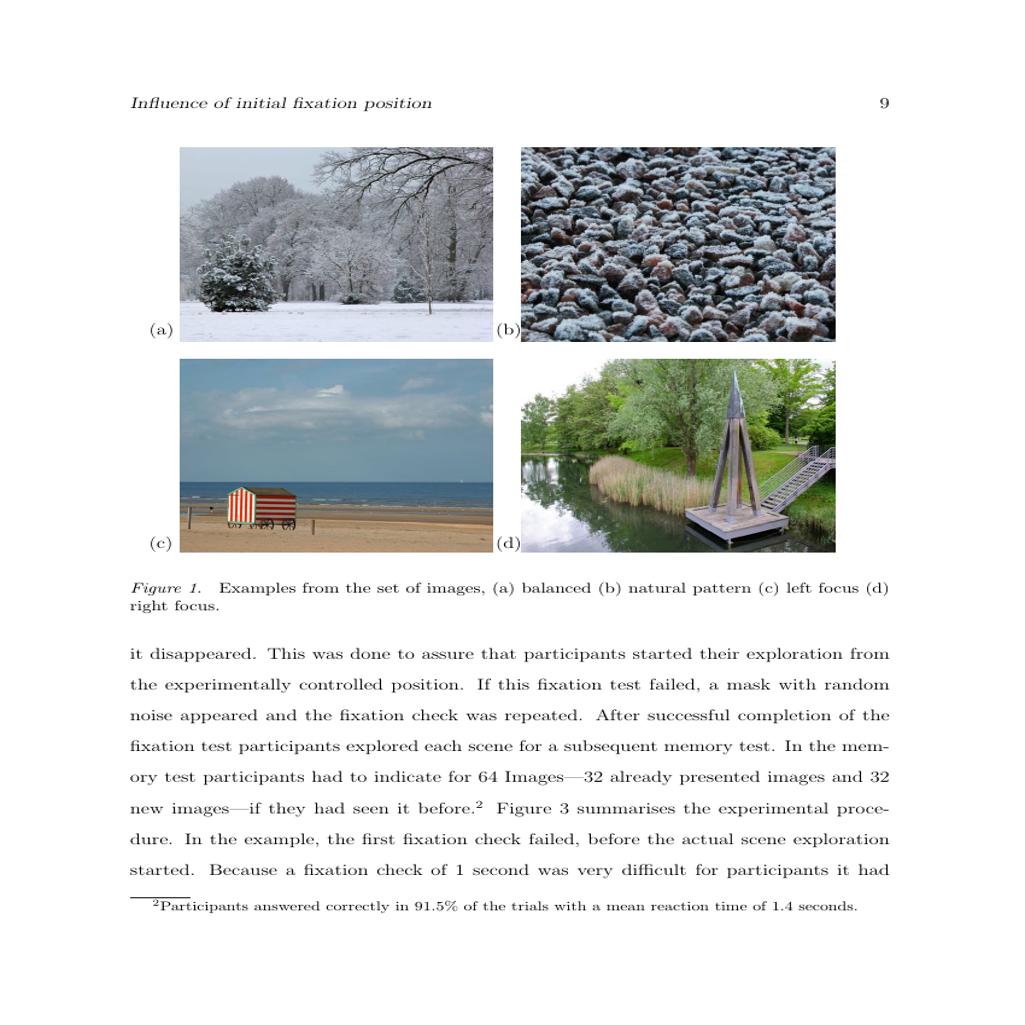 Influence of initial fixation position 9
(a) (b)
(c) (d)
Figure 1. Examples from the set of images, (a) balanced (b) natural pattern (c) left focus (d)
right focus.
it disappeared. This was done to assure that participants started their exploration from
the experimentally controlled position. If this fixation test failed, a mask with random
noise appeared and the fixation check was repeated. After successful completion of the
fixation test participants explored each scene for a subsequent memory test. In the mem-
ory test participants had to indicate for 64 Images—32 already presented images and 32
new images—if they had seen it before.² Figure 3 summarises the experimental proce-
dure. In the example, the first fixation check failed, before the actual scene exploration
started. Because a fixation check of 1 second was very difficult for participants it had
²Participants answered correctly in 91.5% of the trials with a mean reaction time of 1.4 seconds.